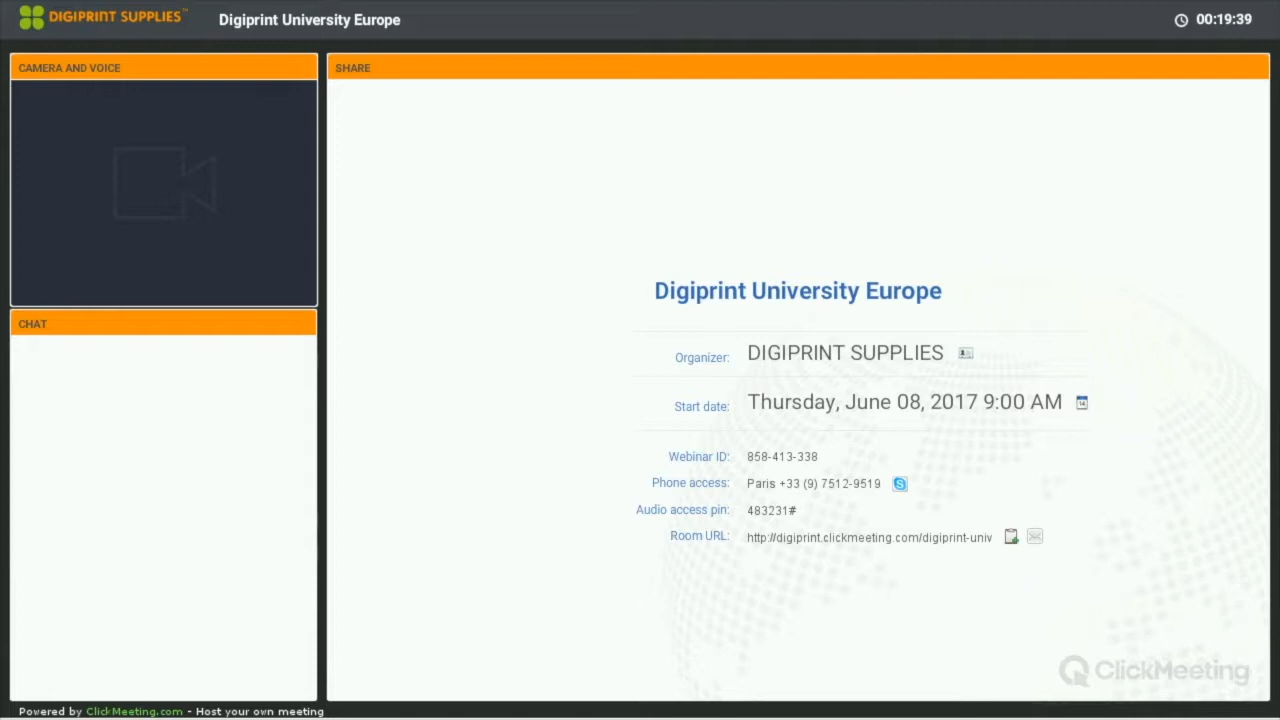 DIGIPRINT SUPPLIES™
Digiprint University Europe
00:19:39
CAMERA AND VOICE
SHARE
CHAT
Digiprint University Europe
Organizer: DIGIPRINT SUPPLIES
Start date: Thursday, June 08, 2017 9:00 AM
14
Webinar ID: 858-413-338
Phone access: Paris +33 (9) 7512-9519
Audio access pin: 483231#
Room URL: http://digiprint.clickmeeting.com/digiprint-univ
ClickMeeting
Powered by ClickMeeting.com - Host your own meeting